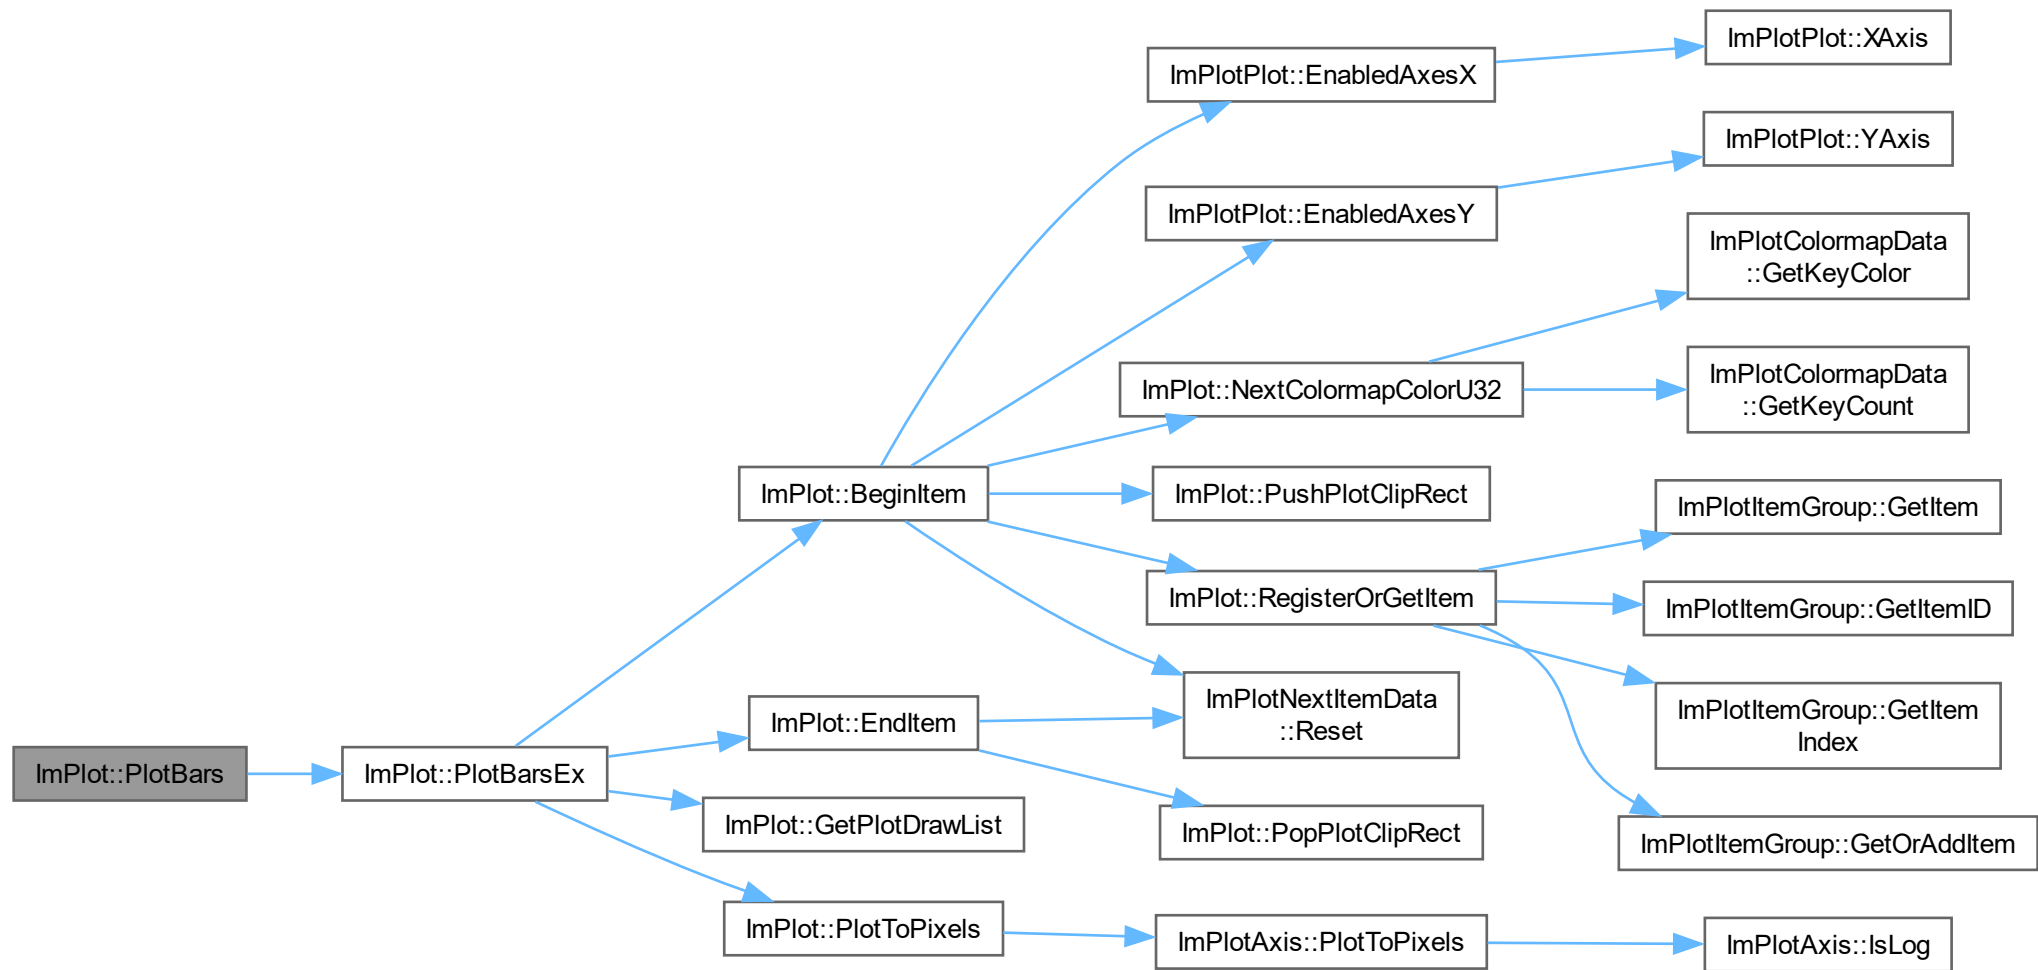 ImPlotPlot::XAxis
ImPlotPlot::EnabledAxesX
ImPlotPlot::YAxis
ImPlotPlot::EnabledAxesY
ImPlotColormapData
::GetKeyColor
ImPlot::NextColormapColorU32
ImPlotColormapData
::GetKeyCount
ImPlot::BeginItem
ImPlot::PushPlotClipRect
ImPlotItemGroup::GetItem
ImPlot::RegisterOrGetItem
ImPlotItemGroup::GetItemID
ImPlotNextItemData
::Reset
ImPlotItemGroup::GetItem
Index
ImPlot::EndItem
ImPlot::PlotBars
ImPlot::PlotBarsEx
ImPlot::GetPlotDrawList
ImPlot::PopPlotClipRect
ImPlotItemGroup::GetOrAddItem
ImPlot::PlotToPixels
ImPlotAxis::PlotToPixels
ImPlotAxis::IsLog